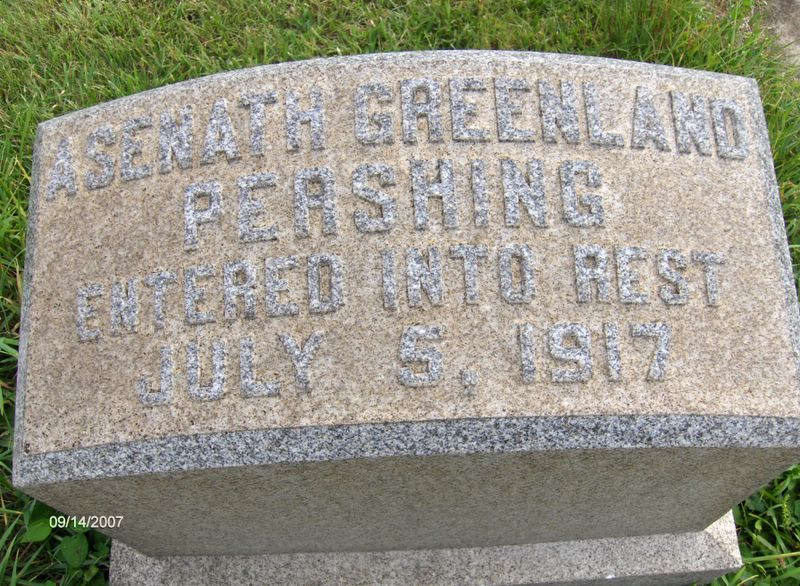 ASENATH GREENLAND
PERSHING
ENTERED INTO REST
JULY 5, 1917
09/14/2007